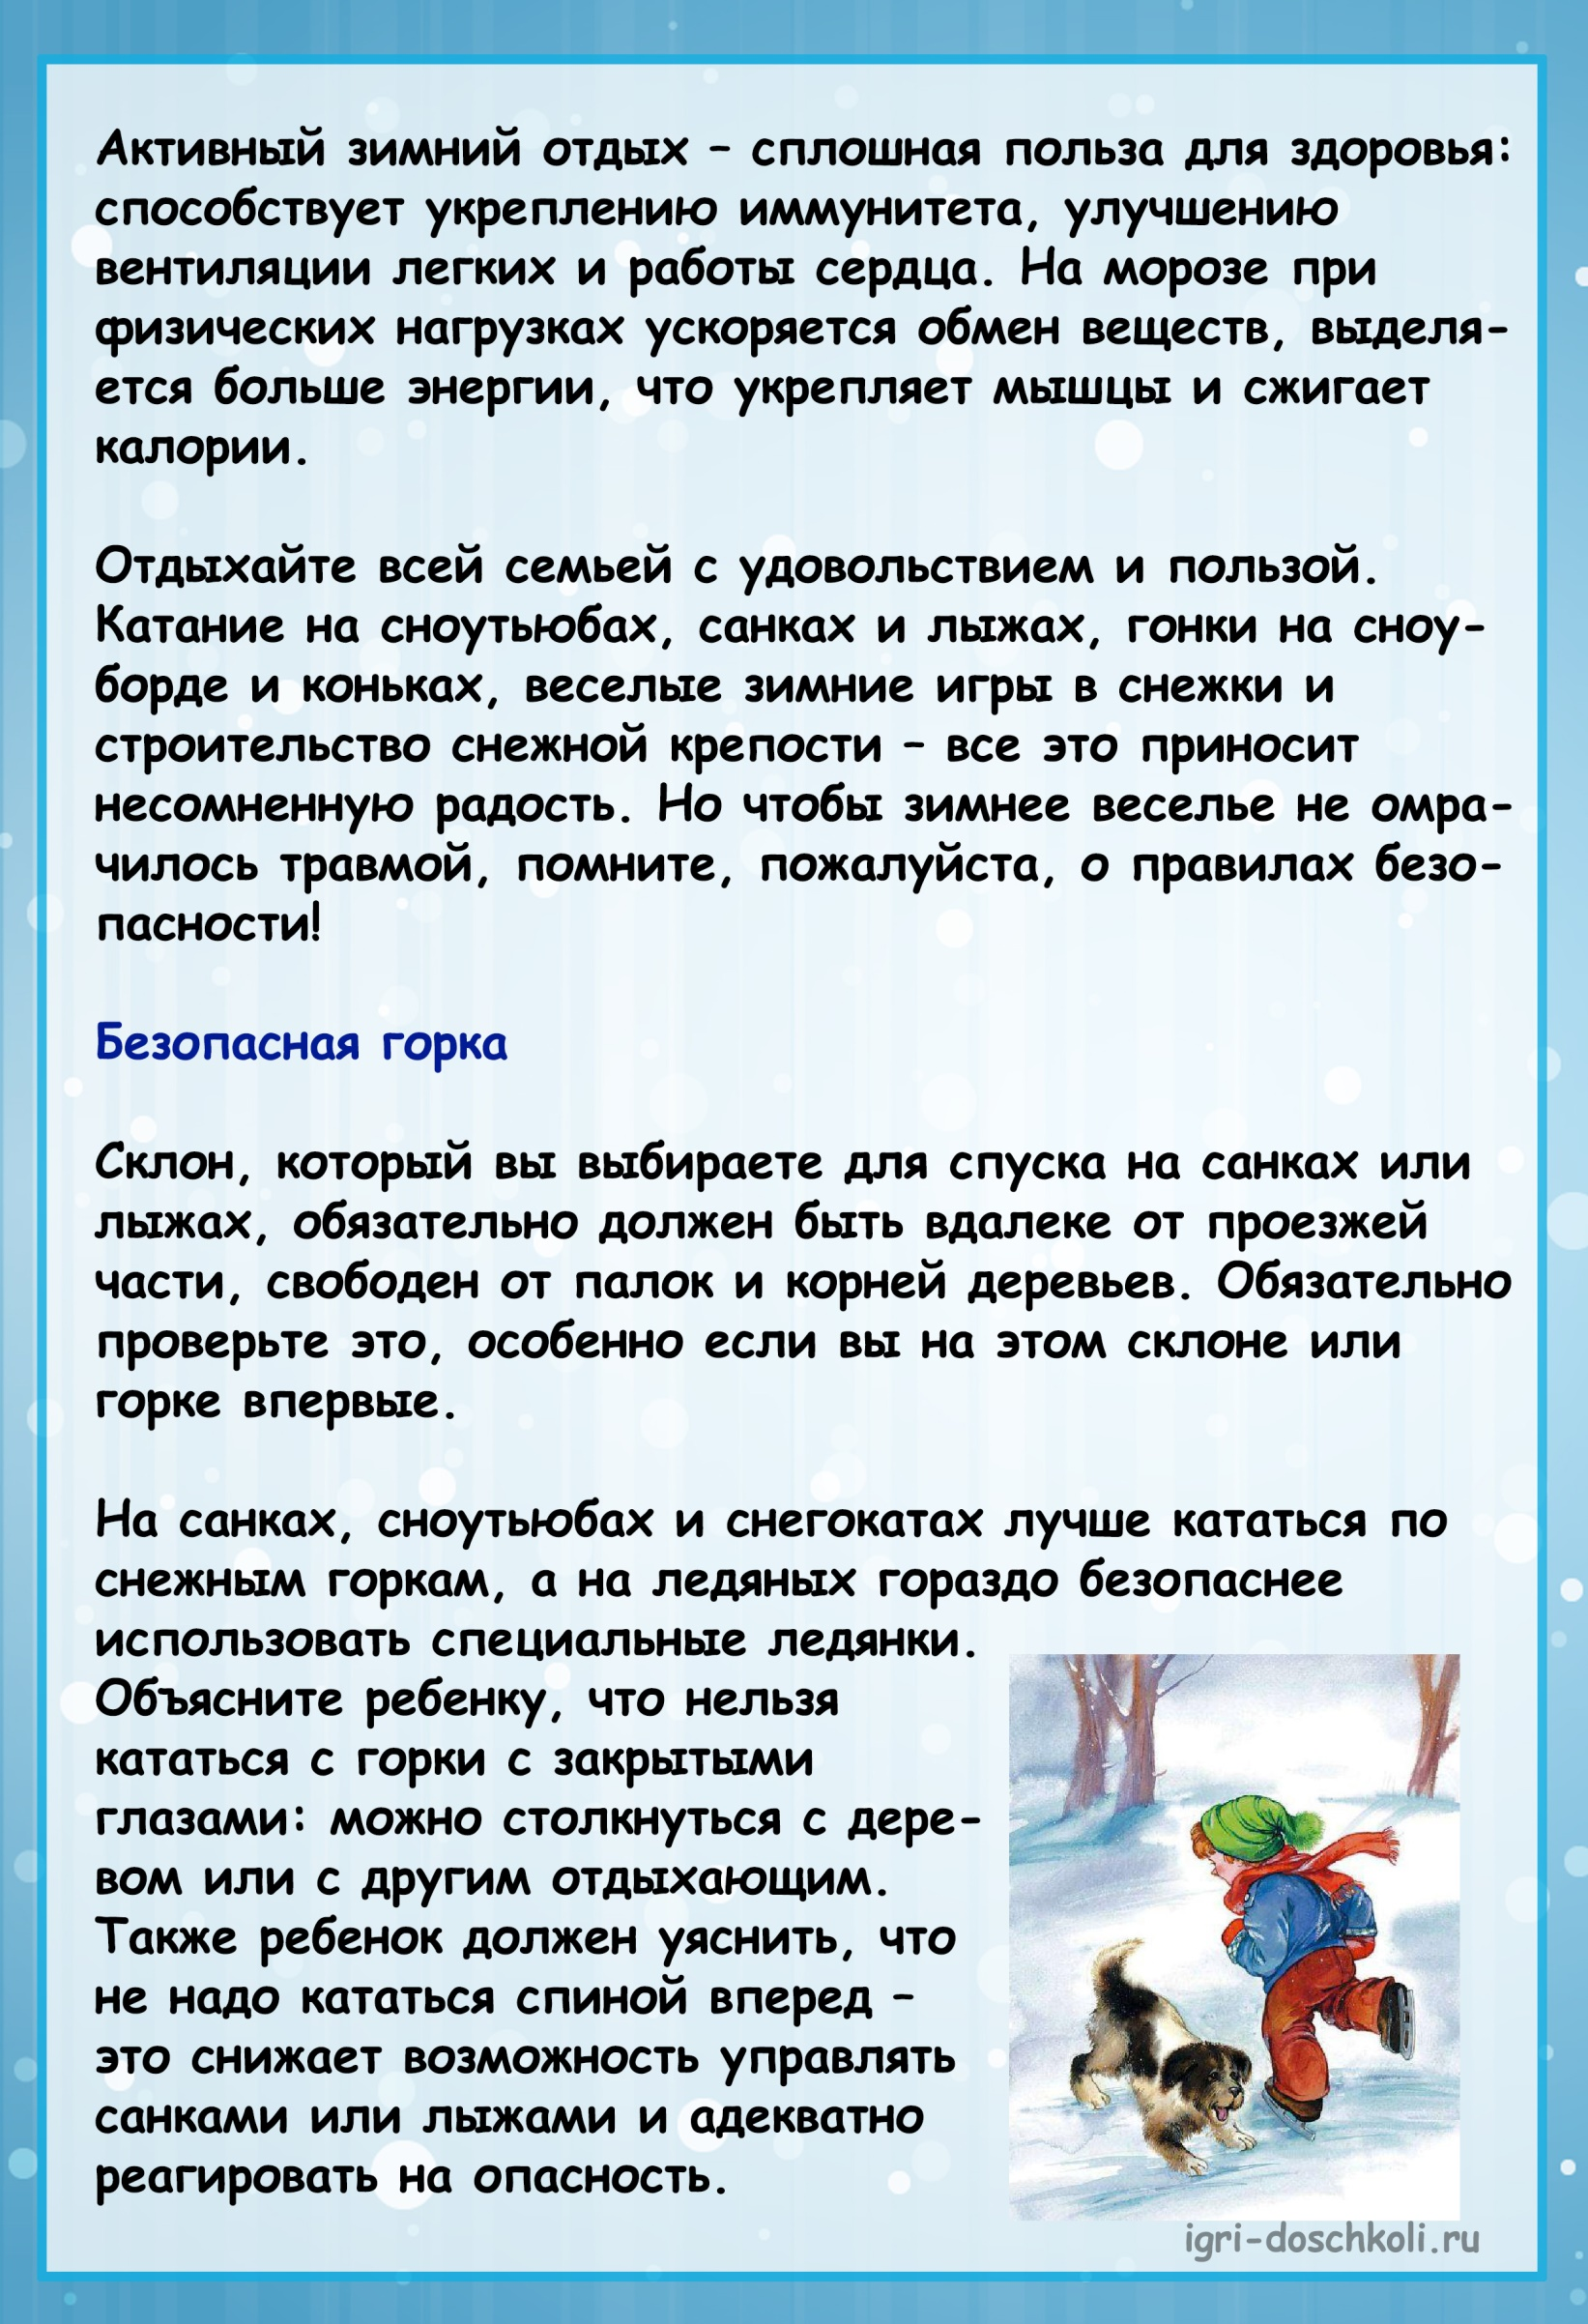 Активный зимний отдых – сплошная польза для здоровья:
способствует укреплению иммунитета, улучшению
вентиляции легких и работы сердца. На морозе при
физических нагрузках ускоряется обмен веществ, выделя-
ется больше энергии, что укрепляет мышцы и сжигает
калории.
Отдыхайте всей семьей с удовольствием и пользой.
Катание на сноутьюбах, санках и лыжах, гонки на сноу-
борде и коньках, веселые зимние игры в снежки и
строительство снежной крепости – все это приносит
несомненную радость. Но чтобы зимнее веселье не омра-
чилось травмой, помните, пожалуйста, о правилах безо-
пасности!
Безопасная горка
Склон, который вы выбираете для спуска на санках или
лыжах, обязательно должен быть вдалеке от проезжей
части, свободен от палок и корней деревьев. Обязательно
проверьте это, особенно если вы на этом склоне или
горке впервые.
На санках, сноутьюбах и снегокатах лучше кататься по
снежным горкам, а на ледяных гораздо безопаснее
использовать специальные ледянки.
Объясните ребенку, что нельзя
кататься с горки с закрытыми
глазами: можно столкнуться с дере-
вом или с другим отдыхающим.
Также ребенок должен уяснить, что
не надо кататься спиной вперед –
это снижает возможность управлять
санками или лыжами и адекватно
реагировать на опасность.
igri-doschkoli.ru